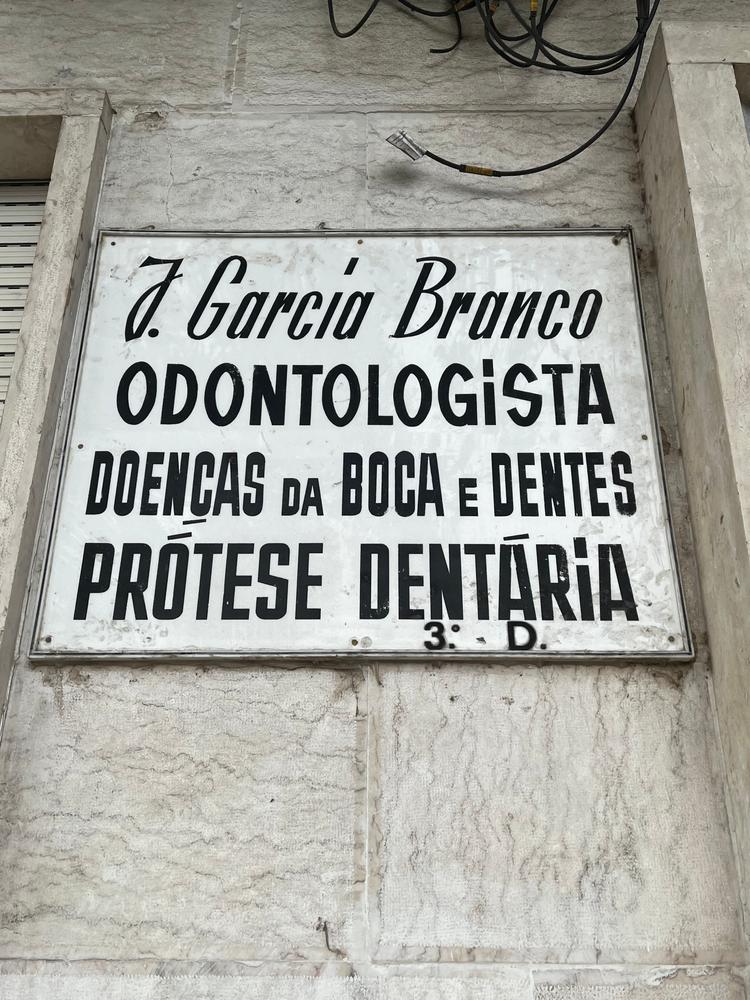 J. Garcia Branco
ODONTOLOGiSTA
DOENÇAS DA BOCA E DENTES
PRÓTESE DENTÁRiA
3.º D.